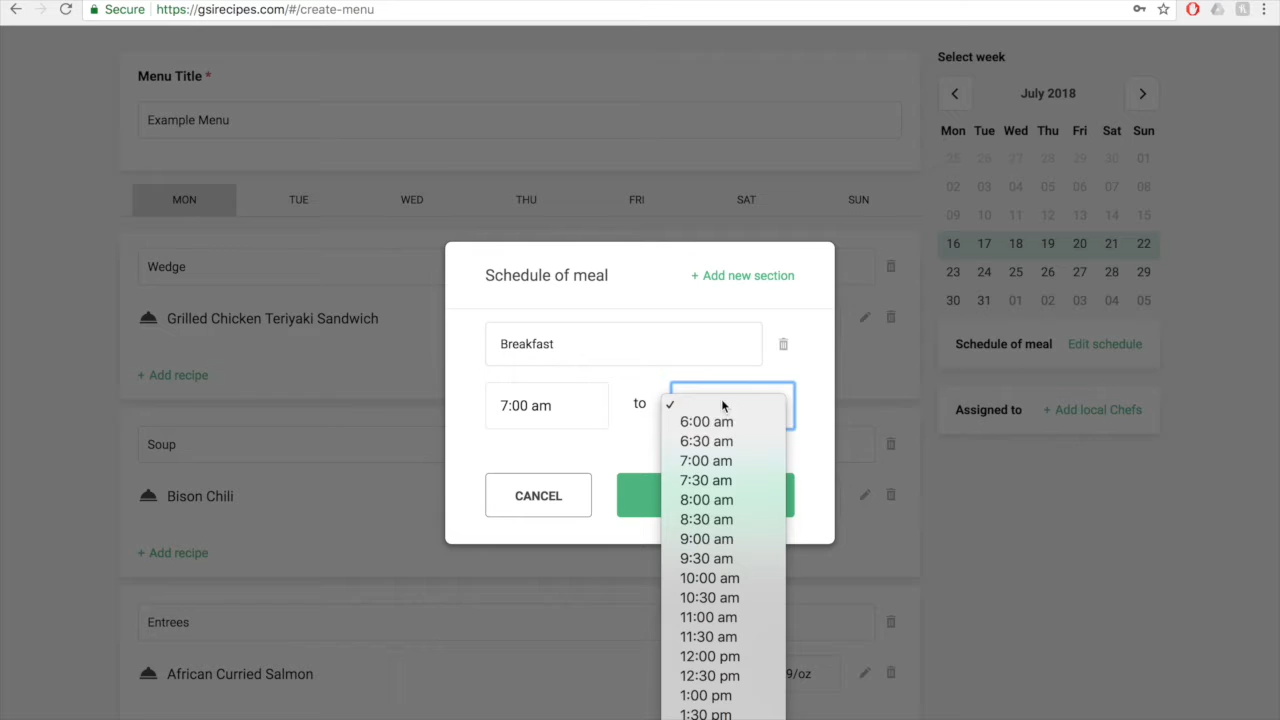 Secure https://gsirecipes.com/#/create-menu
Menu Title *
Example Menu
MON TUE WED THU FRI SAT SUN
Wedge
Grilled Chicken Teriyaki Sandwich
+ Add recipe
Soup
Bison Chili
+ Add recipe
Entrees
African Curried Salmon
9/oz
Schedule of meal
+ Add new section
Breakfast
7:00 am to
✓
6:00 am
6:30 am
7:00 am
7:30 am
8:00 am
8:30 am
9:00 am
9:30 am
10:00 am
10:30 am
11:00 am
11:30 am
12:00 pm
12:30 pm
1:00 pm
1:30 pm
CANCEL
Select week
July 2018
Mon Tue Wed Thu Fri Sat Sun
25 26 27 28 29 30 01
02 03 04 05 06 07 08
09 10 11 12 13 14 15
16 17 18 19 20 21 22
23 24 25 26 27 28 29
30 31 01 02 03 04 05
Schedule of meal Edit schedule
Assigned to + Add local Chefs